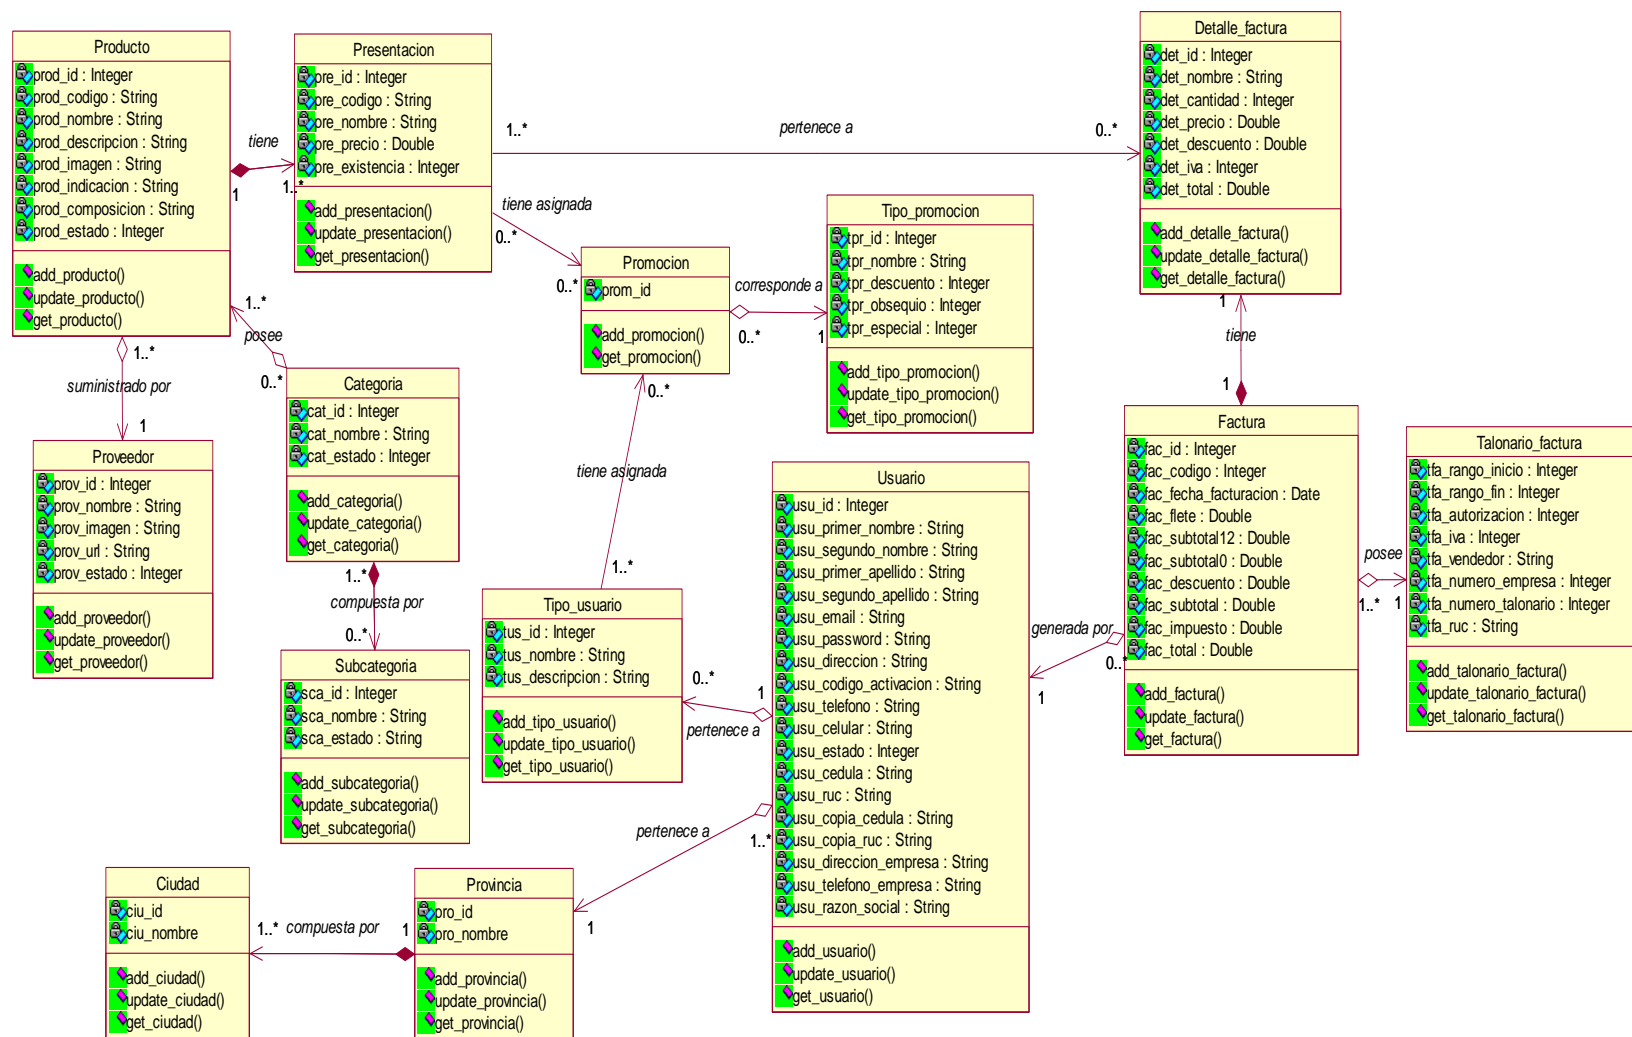 Producto
prod_id : Integer
prod_codigo : String
prod_nombre : String
prod_descripcion : String
prod_imagen : String
prod_indicacion : String
prod_composicion : String
prod_estado : Integer
add_producto()
update_producto()
get_producto()
tiene
1
1..*
Presentacion
pre_id : Integer
pre_codigo : String
pre_nombre : String
pre_precio : Double
pre_existencia : Integer
add_presentacion()
update_presentacion()
get_presentacion()
1..*
pertenece a
0..*
Detalle_factura
det_id : Integer
det_nombre : String
det_cantidad : Integer
det_precio : Double
det_descuento : Double
det_iva : Integer
det_total : Double
add_detalle_factura()
update_detalle_factura()
get_detalle_factura()
tiene asignada
0..*
0..*
Promocion
prom_id
add_promocion()
get_promocion()
corresponde a
0..*
1
Tipo_promocion
tpr_id : Integer
tpr_nombre : String
tpr_descuento : Integer
tpr_obsequio : Integer
tpr_especial : Integer
add_tipo_promocion()
update_tipo_promocion()
get_tipo_promocion()
1
tiene
1
1..*
posee
0..*
1..*
suministrado por
1
Proveedor
prov_id : Integer
prov_nombre : String
prov_imagen : String
prov_url : String
prov_estado : Integer
add_proveedor()
update_proveedor()
get_proveedor()
Categoria
cat_id : Integer
cat_nombre : String
cat_estado : Integer
add_categoria()
update_categoria()
get_categoria()
1..*
compuesta por
0..*
Subcategoria
sca_id : Integer
sca_nombre : String
sca_estado : String
add_subcategoria()
update_subcategoria()
get_subcategoria()
0..*
tiene asignada
1..*
Tipo_usuario
tus_id : Integer
tus_nombre : String
tus_descripcion : String
add_tipo_usuario()
update_tipo_usuario()
get_tipo_usuario()
0..*
1
pertenece a
Usuario
usu_id : Integer
usu_primer_nombre : String
usu_segundo_nombre : String
usu_primer_apellido : String
usu_segundo_apellido : String
usu_email : String
usu_password : String
usu_direccion : String
usu_codigo_activacion : String
usu_telefono : String
usu_celular : String
usu_estado : Integer
usu_cedula : String
usu_ruc : String
usu_copia_cedula : String
usu_copia_ruc : String
usu_direccion_empresa : String
usu_telefono_empresa : String
usu_razon_social : String
add_usuario()
update_usuario()
get_usuario()
generada por
0..*
1
Factura
fac_id : Integer
fac_codigo : Integer
fac_fecha_facturacion : Date
fac_flete : Double
fac_subtotal12 : Double
fac_subtotal0 : Double
fac_descuento : Double
fac_subtotal : Double
fac_impuesto : Double
fac_total : Double
add_factura()
update_factura()
get_factura()
posee
1..*
1
Talonario_factura
tfa_rango_inicio : Integer
tfa_rango_fin : Integer
tfa_autorizacion : Integer
tfa_iva : Integer
tfa_vendedor : String
tfa_numero_empresa : Integer
tfa_numero_talonario : Integer
tfa_ruc : String
add_talonario_factura()
update_talonario_factura()
get_talonario_factura()
pertenece a
1..*
1
Ciudad
ciu_id
ciu_nombre
add_ciudad()
update_ciudad()
get_ciudad()
1..*
compuesta por
1
Provincia
pro_id
pro_nombre
add_provincia()
update_provincia()
get_provincia()